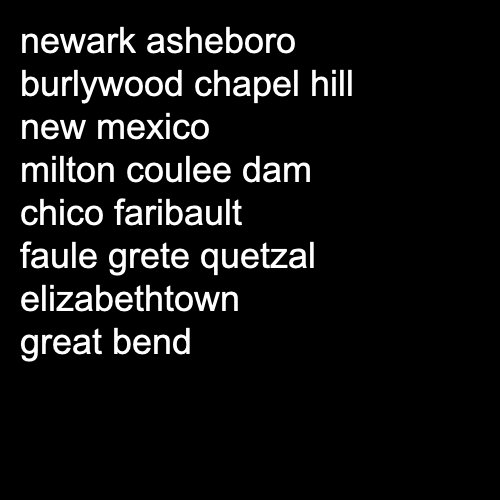 newark asheboro
burlywood chapel hill
new mexico
milton coulee dam
chico faribault
faule grete quetzal
elizabethtown
great bend